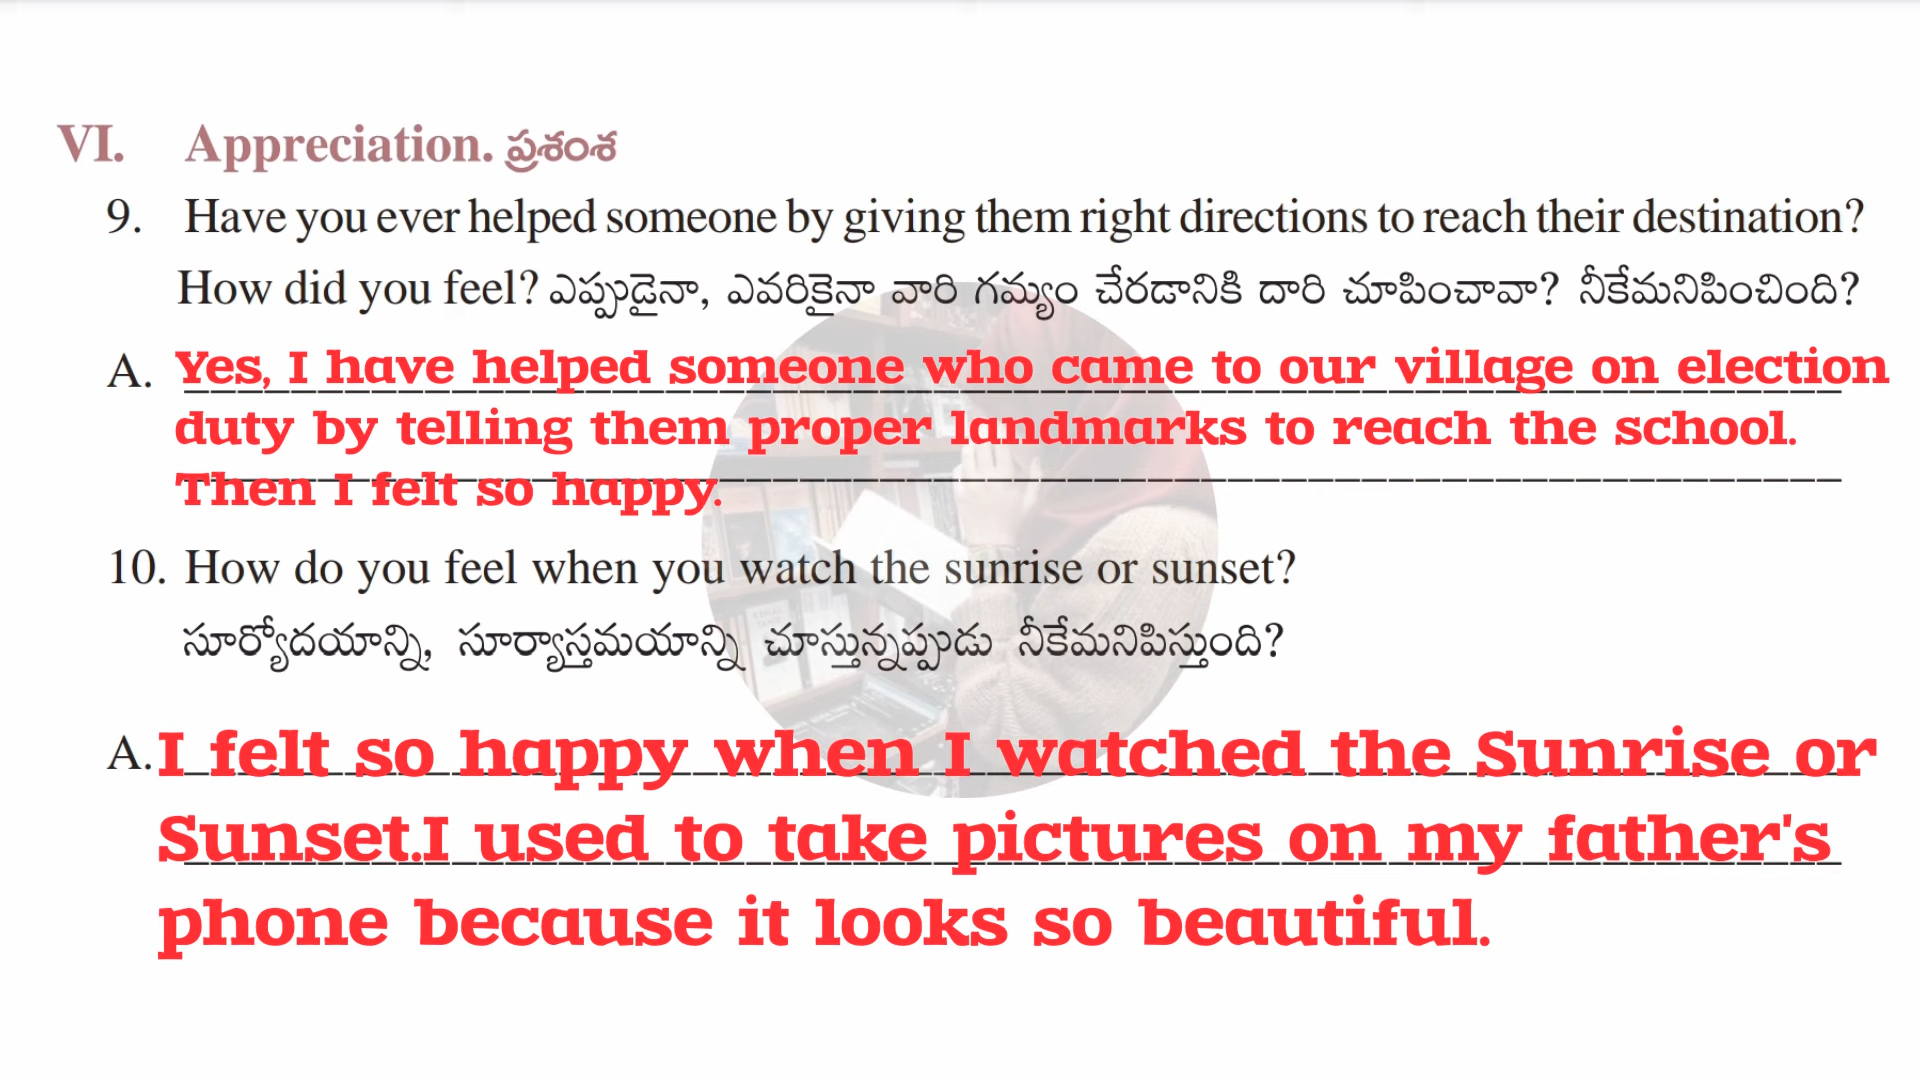 VI. Appreciation. ప్రశంస
9. Have you ever helped someone by giving them right directions to reach their destination?
How did you feel? ఎప్పుడైనా, ఎవరికైనా వారి గమ్యం చేరడానికి దారి చూపించావా? నీకేమనిపించింది?
A. Yes, I have helped someone who came to our village on election
duty by telling them proper landmarks to reach the school.
Then I felt so happy.
10. How do you feel when you watch the sunrise or sunset?
సూర్యోదయాన్ని, సూర్యాస్తమయాన్ని చూస్తున్నప్పుడు నీకేమనిపిస్తుంది?
A. I felt so happy when I watched the Sunrise or
Sunset.I used to take pictures on my father's
phone because it looks so beautiful.